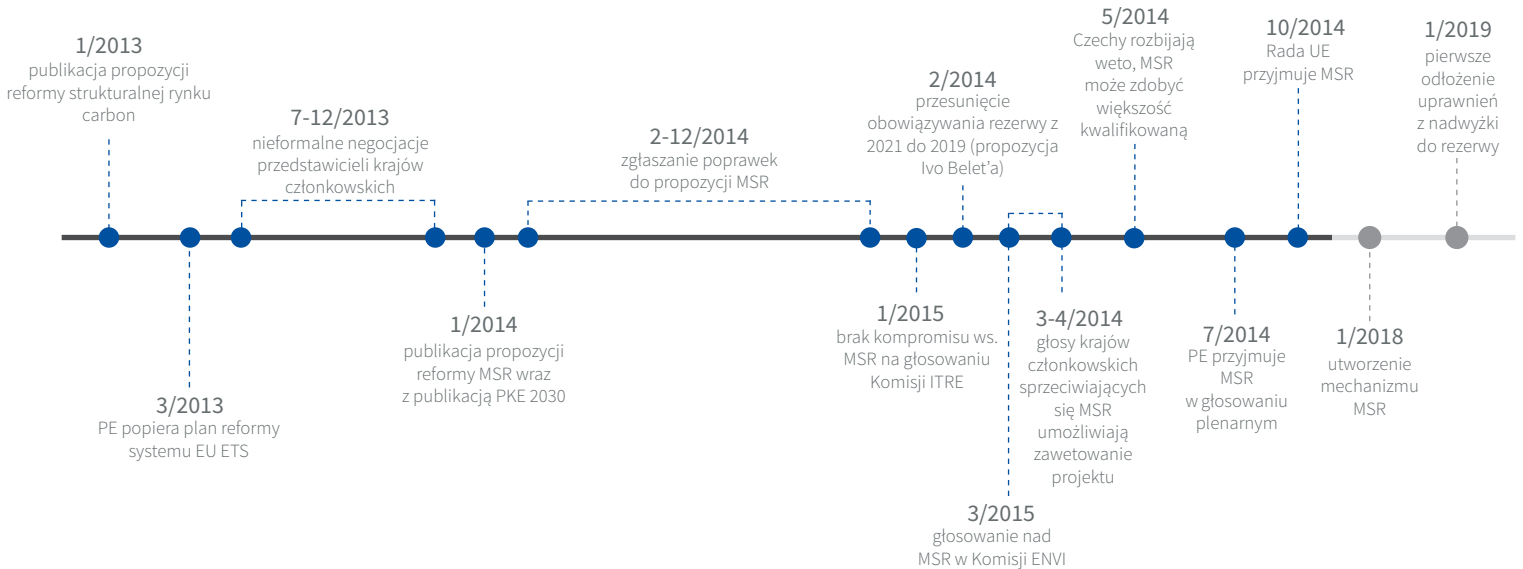 1/2013
publikacja propozycji
reformy strukturalnej rynku
carbon
3/2013
PE popiera plan reformy
systemu EU ETS
7-12/2013
nieformalne negocjacje
przedstawicieli krajów
członkowskich
1/2014
publikacja propozycji
reformy MSR wraz
z publikacją PKE 2030
2-12/2014
zgłaszanie poprawek
do propozycji MSR
1/2015
brak kompromisu ws.
MSR na głosowaniu
Komisji ITRE
2/2014
przesunięcie
obowiązywania rezerwy z
2021 do 2019 (propozycja
Ivo Belet’a)
3/2015
głosowanie nad
MSR w Komisji ENVI
3-4/2014
głosy krajów
członkowskich
sprzeciwiających
się MSR
umożliwiają
zawetowanie
projektu
5/2014
Czechy rozbijają
weto, MSR
może zdobyć
większość
kwalifikowaną
7/2014
PE przyjmuje
MSR
w głosowaniu
plenarnym
10/2014
Rada UE
przyjmuje MSR
1/2018
utworzenie
mechanizmu
MSR
1/2019
pierwsze
odłożenie
uprawnień
z nadwyżki
do rezerwy